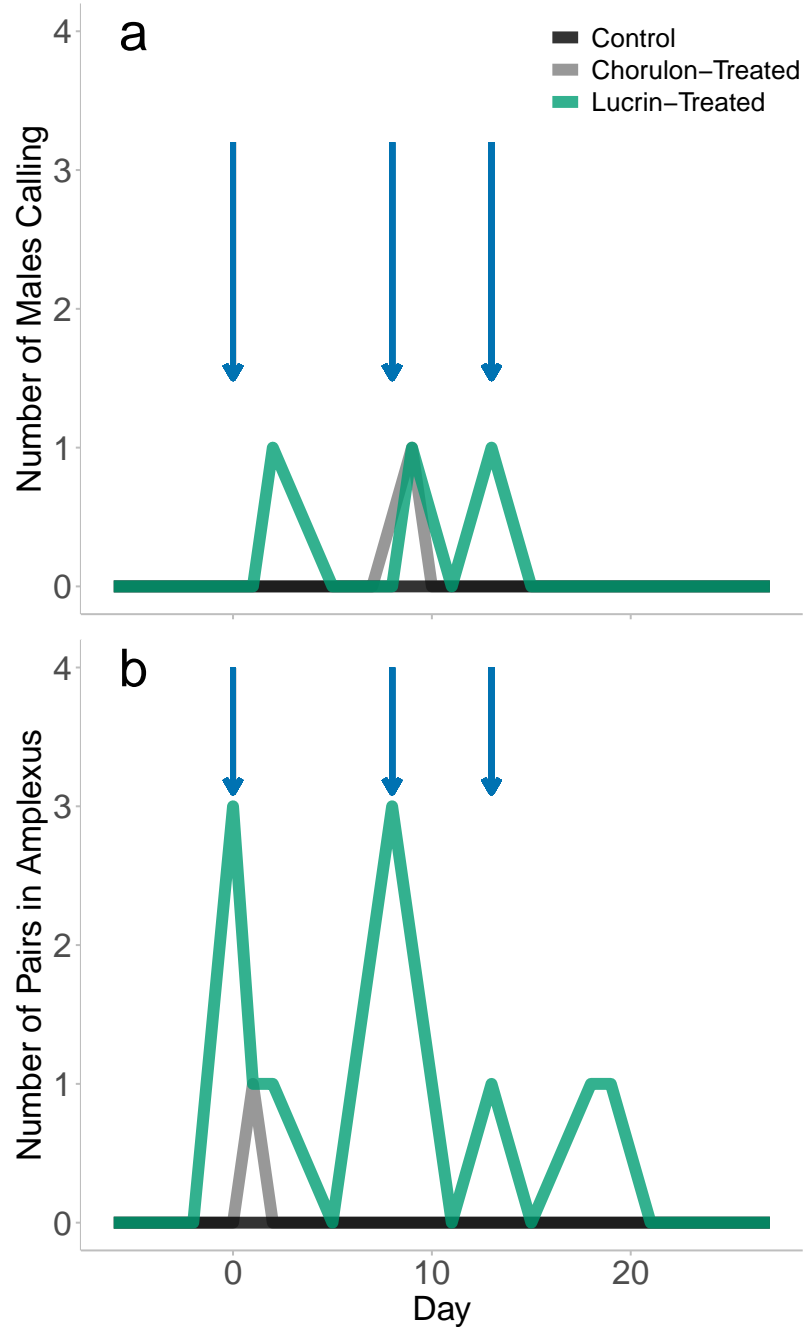 a
Control
Chorulon−Treated
Lucrin−Treated
Number of Males Calling
4
3
2
1
0
b
Number of Pairs in Amplexus
4
3
2
1
0
0 10 20
Day